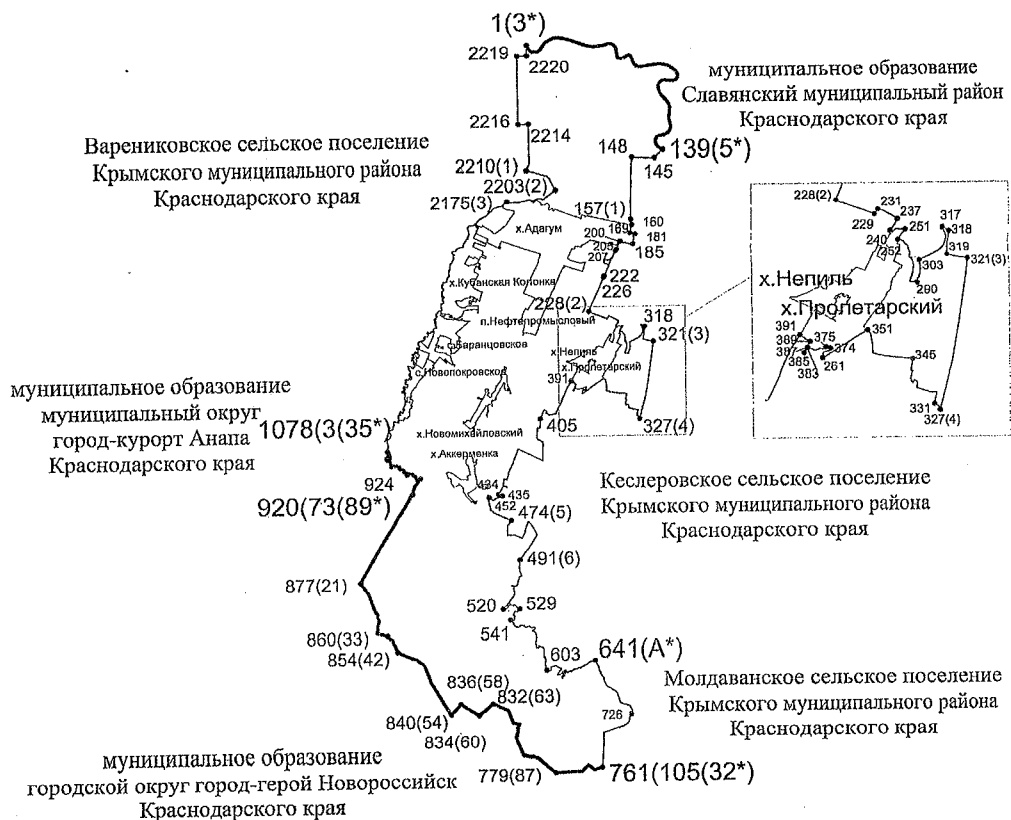 1(3*)
2219
2220
муниципальное образование
Славянский муниципальный район
Краснодарского края
2216
2214
148
139(5*)
145
Варениковское сельское поселение
Крымского муниципального района
Краснодарского края
2210(1)
2203(2)
2175(3)
157(1)
160
169
181
185
х.Адагум
200
207
222
226
228(2)
х.Кубанская Колонка
п.Нефтепромысловый
с.Баранцовское
с.Новопокровское
х.Непиль
х.Пролетарский
318
321(3)
391
327(4)
405
228(2)
231
229
237
240
251
252
317
318
319
321(3)
303
290
х.Непиль
х.Пролетарский
391
389
375
387
385
383
374
261
351
345
331
327(4)
муниципальное образование
муниципальный округ
город-курорт Анапа
Краснодарского края
1078(3(35*)
х.Новомихайловский
х.Аккерменка
924
920(73(89*)
434
435
452
474(5)
Кеслеровское сельское поселение
Крымского муниципального района
Краснодарского края
491(6)
877(21)
520
529
541
860(33)
854(42)
603
641(А*)
Молдаванское сельское поселение
Крымского муниципального района
Краснодарского края
836(58)
832(63)
840(54)
834(60)
726
779(87)
761(105(32*)
муниципальное образование
городской округ город-герой Новороссийск
Краснодарского края